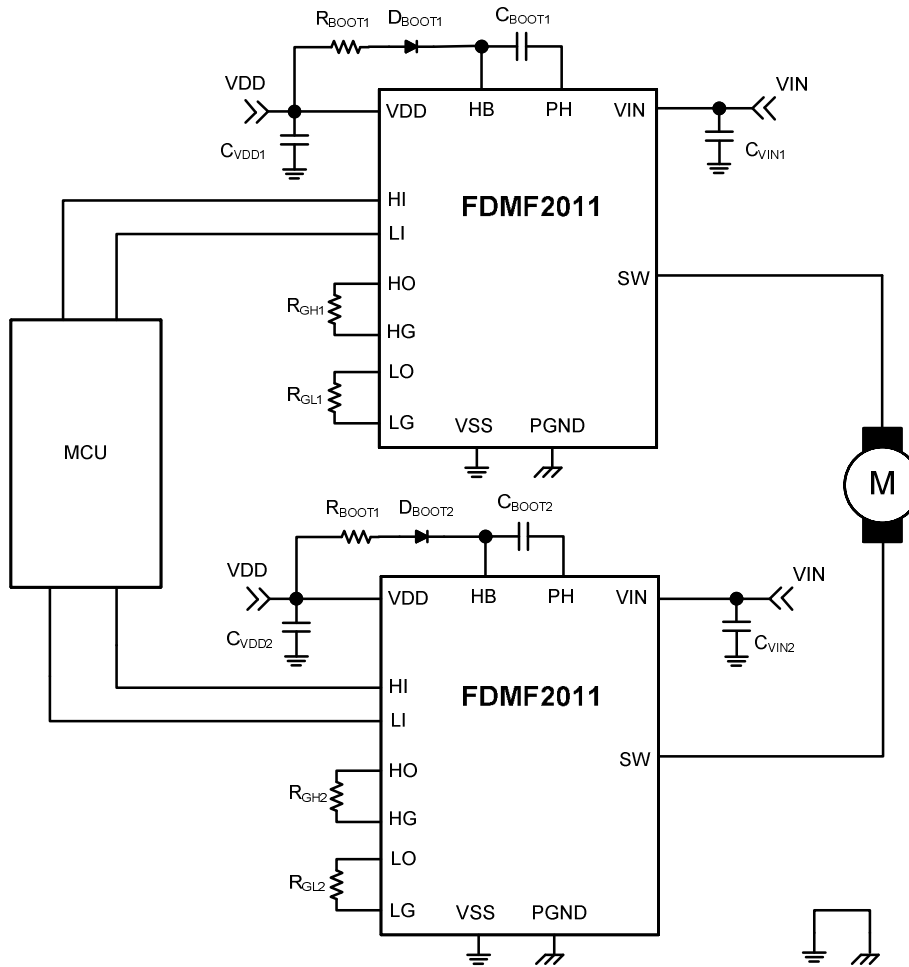 RBOOT1 DBOOT1 CBOOT1
VDD
VIN
VDD HB PH VIN
CVDD1
CVIN1
HI
FDMF2011
LI
HO
SW
RGH1
HG
LO
RGL1
LG
VSS PGND
MCU
M
RBOOT1 DBOOT2 CBOOT2
VDD
VIN
VDD HB PH VIN
CVDD2
CVIN2
HI
FDMF2011
LI
SW
HO
RGH2
HG
LO
RGL2
LG
VSS PGND